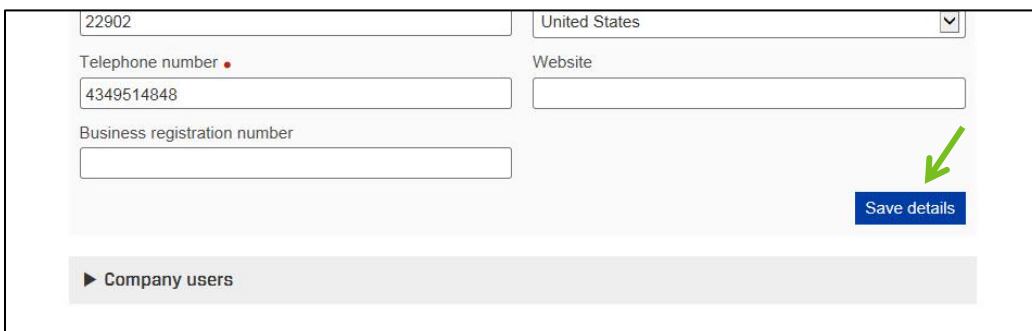 22902
United States
Telephone number
Website
4349514848
Business registration number
Save details
Company users